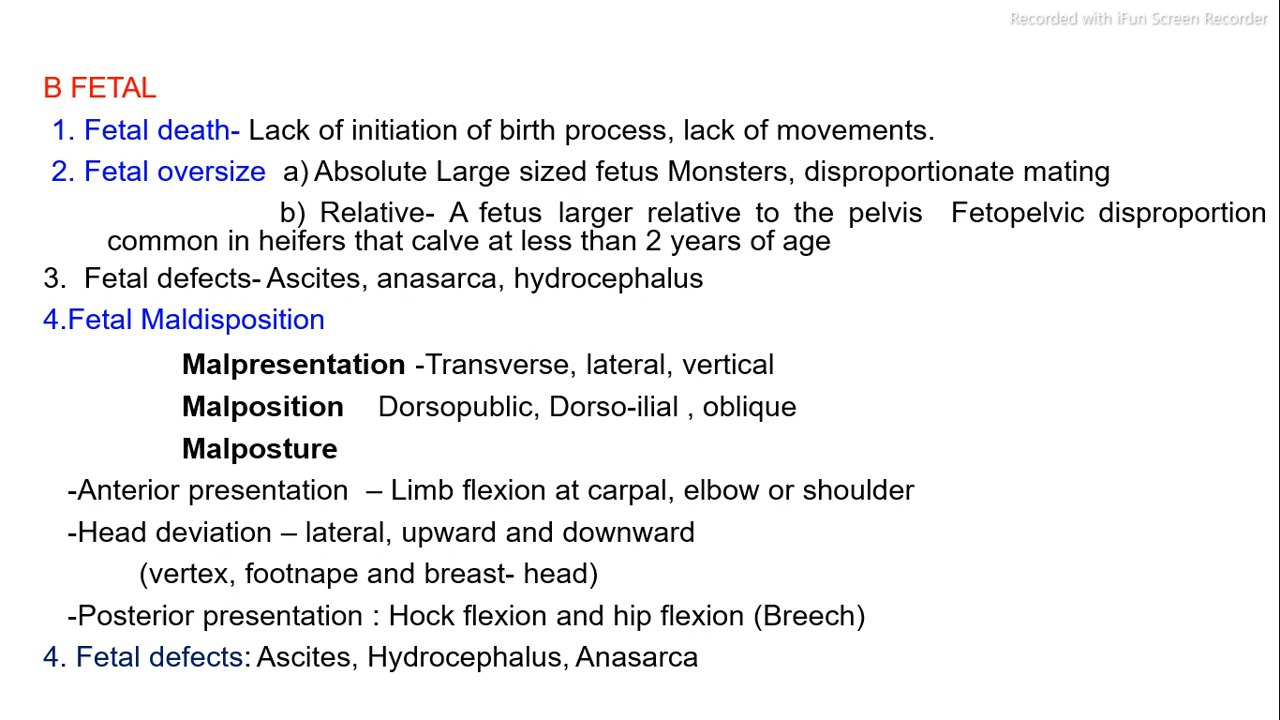 Recorded with iFun Screen Recorder
B FETAL
1. Fetal death- Lack of initiation of birth process, lack of movements.
2. Fetal oversize a) Absolute Large sized fetus Monsters, disproportionate mating
b) Relative- A fetus larger relative to the pelvis Fetopelvic disproportion
common in heifers that calve at less than 2 years of age
3. Fetal defects- Ascites, anasarca, hydrocephalus
4.Fetal Maldisposition
Malpresentation -Transverse, lateral, vertical
Malposition Dorsopublic, Dorso-ilial , oblique
Malposture
-Anterior presentation – Limb flexion at carpal, elbow or shoulder
-Head deviation – lateral, upward and downward
(vertex, footnape and breast- head)
-Posterior presentation : Hock flexion and hip flexion (Breech)
4. Fetal defects: Ascites, Hydrocephalus, Anasarca